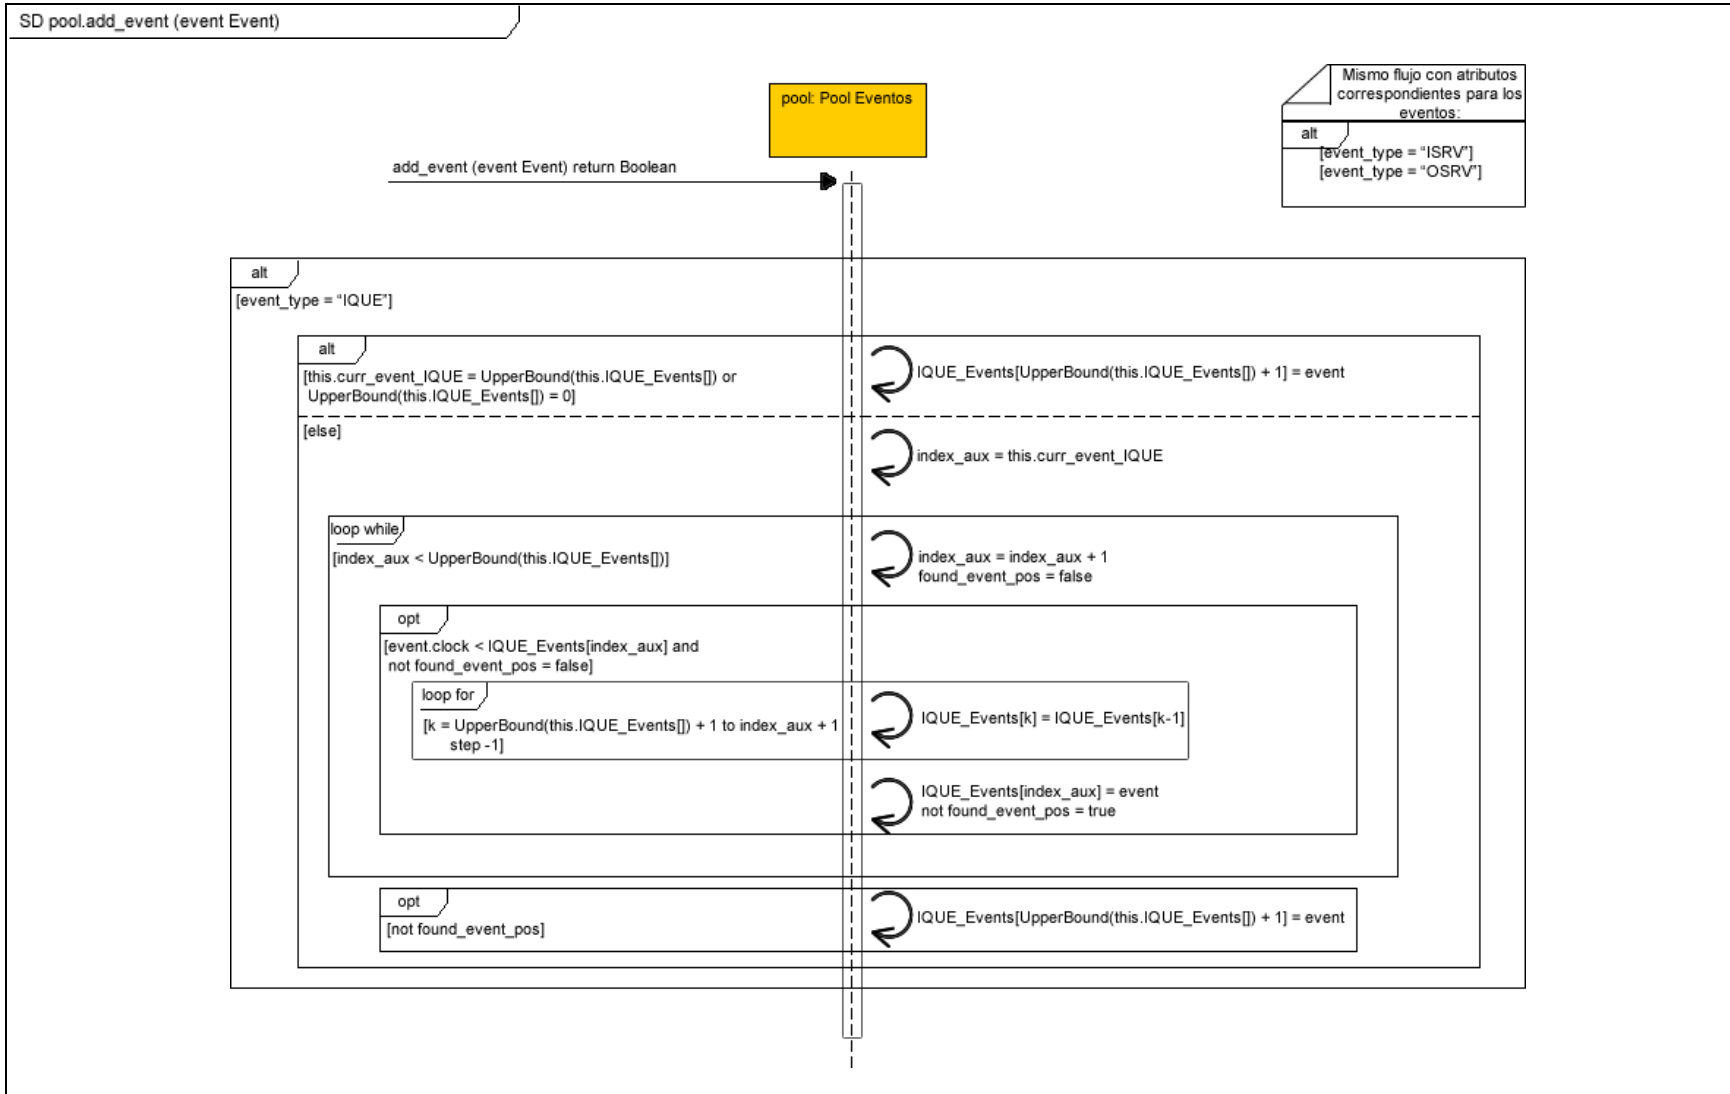 SD pool.add_event (event Event)
pool: Pool Eventos
Mismo flujo con atributos
correspondientes para los
eventos:
alt
[event_type = “ISRV”]
[event_type = “OSRV”]
add_event (event Event) return Boolean
alt
[event_type = “IQUE”]
alt
[this.curr_event_IQUE = UpperBound(this.IQUE_Events[]) or
UpperBound(this.IQUE_Events[]) = 0]
IQUE_Events[UpperBound(this.IQUE_Events[]) + 1] = event
[else]
index_aux = this.curr_event_IQUE
loop while
[index_aux < UpperBound(this.IQUE_Events[])]
index_aux = index_aux + 1
found_event_pos = false
opt
[event.clock < IQUE_Events[index_aux] and
not found_event_pos = false]
loop for
[k = UpperBound(this.IQUE_Events[]) + 1 to index_aux + 1
step -1]
IQUE_Events[k] = IQUE_Events[k-1]
IQUE_Events[index_aux] = event
not found_event_pos = true
opt
[not found_event_pos]
IQUE_Events[UpperBound(this.IQUE_Events[]) + 1] = event